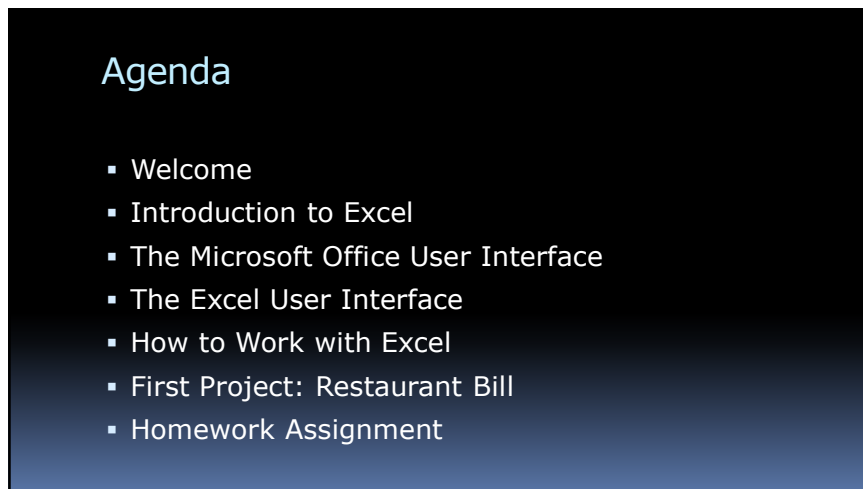 Agenda
▪ Welcome
▪ Introduction to Excel
▪ The Microsoft Office User Interface
▪ The Excel User Interface
▪ How to Work with Excel
▪ First Project: Restaurant Bill
▪ Homework Assignment